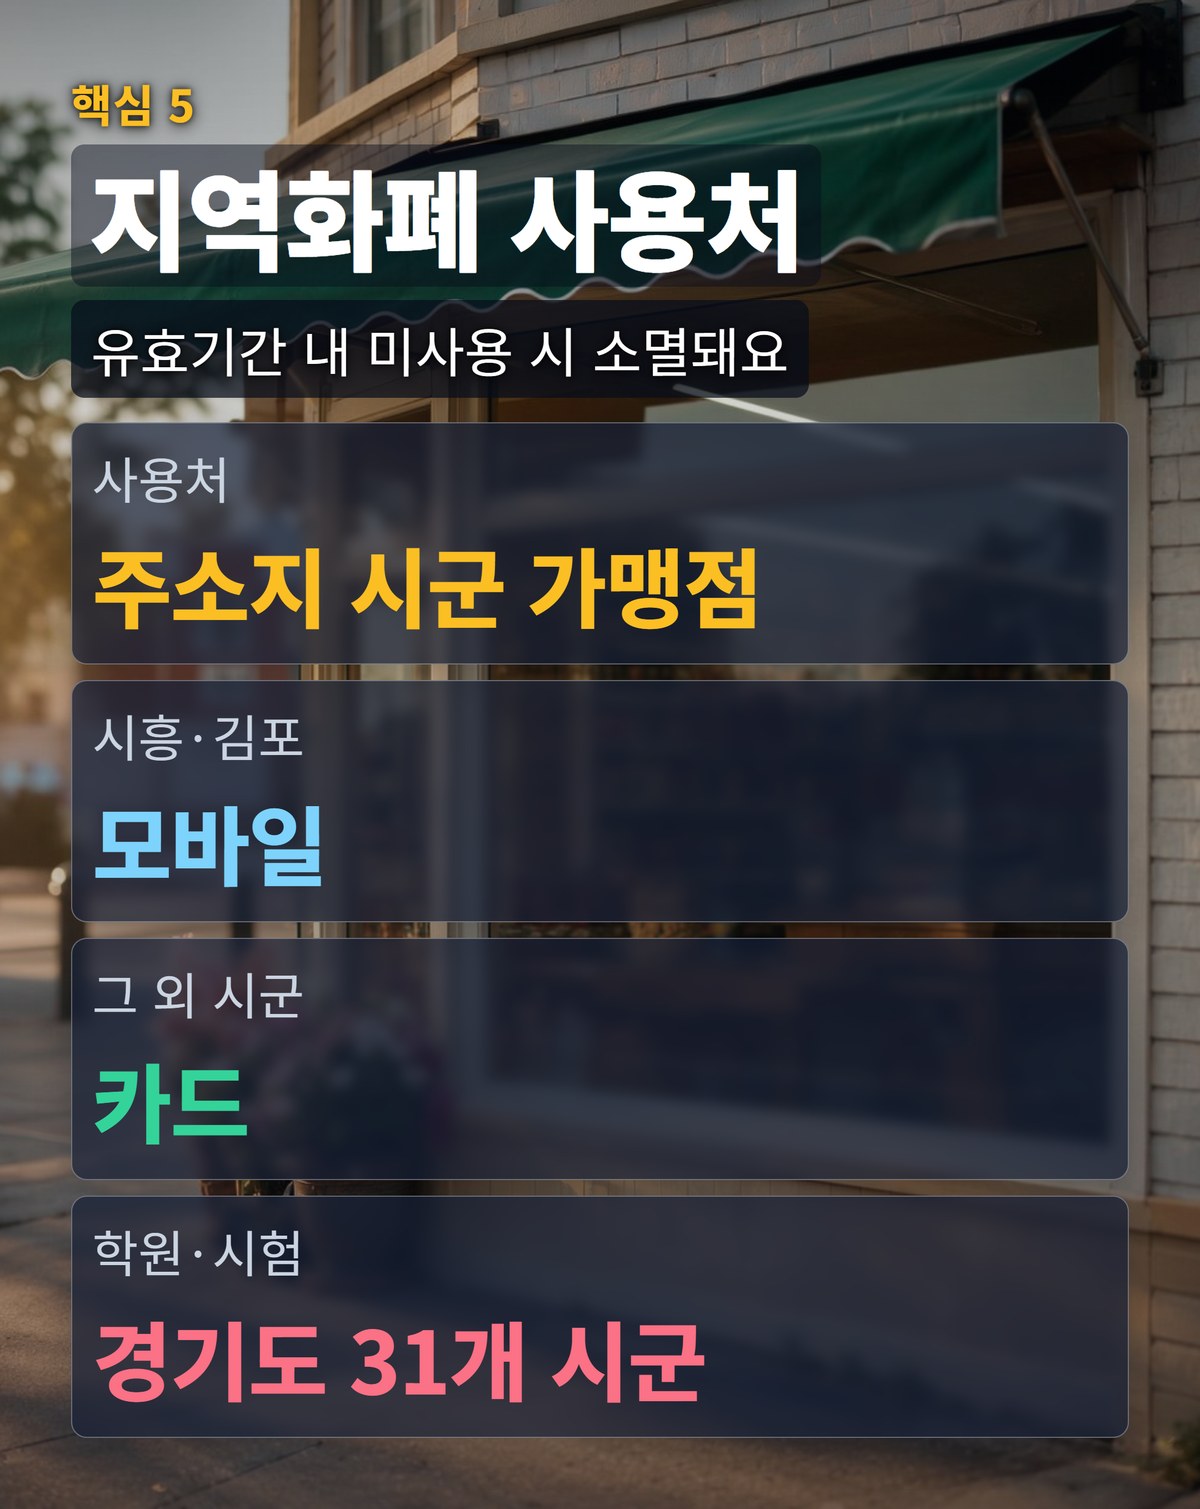 핵심 5
지역화폐 사용처
유효기간 내 미사용 시 소멸돼요
사용처
주소지 시군 가맹점
시흥·김포
모바일
그 외 시군
카드
학원·시험
경기도 31개 시군